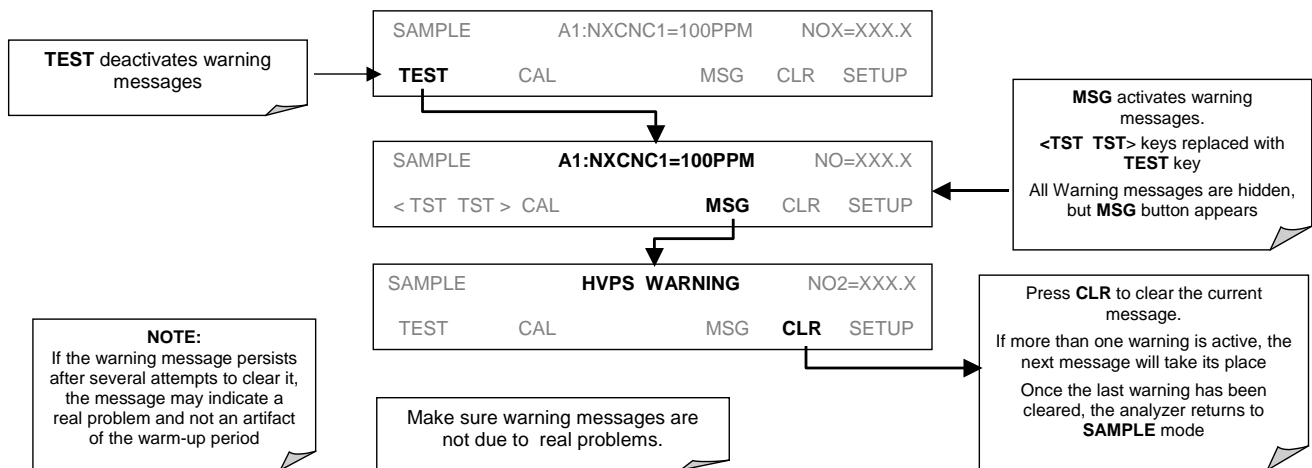 TEST deactivates warning
messages
SAMPLE A1:NXCNC1=100PPM NOX=XXX.X
TEST CAL MSG CLR SETUP
MSG activates warning
messages.
<TST TST> keys replaced with
TEST key
All Warning messages are hidden,
but MSG button appears
SAMPLE A1:NXCNC1=100PPM NO=XXX.X
< TST TST > CAL MSG CLR SETUP
SAMPLE HVPS WARNING NO2=XXX.X
TEST CAL MSG CLR SETUP
Press CLR to clear the current
message.
If more than one warning is active, the
next message will take its place
Once the last warning has been
cleared, the analyzer returns to
SAMPLE mode
NOTE:
If the warning message persists
after several attempts to clear it,
the message may indicate a
real problem and not an artifact
of the warm-up period
Make sure warning messages are
not due to real problems.